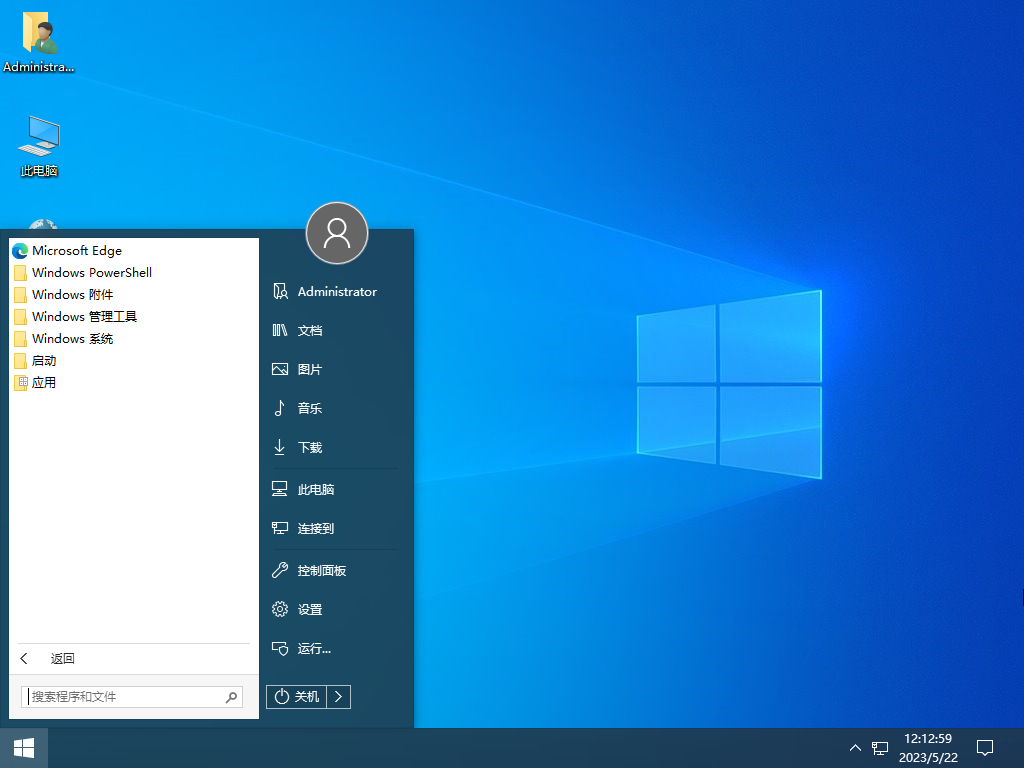 Administra...
此电脑
Microsoft Edge
Windows PowerShell
Windows 附件
Windows 管理工具
Windows 系统
启动
应用
返回
搜索程序和文件
Administrator
文档
图片
音乐
下载
此电脑
连接到
控制面板
设置
运行...
关机
12:12:59
2023/5/22